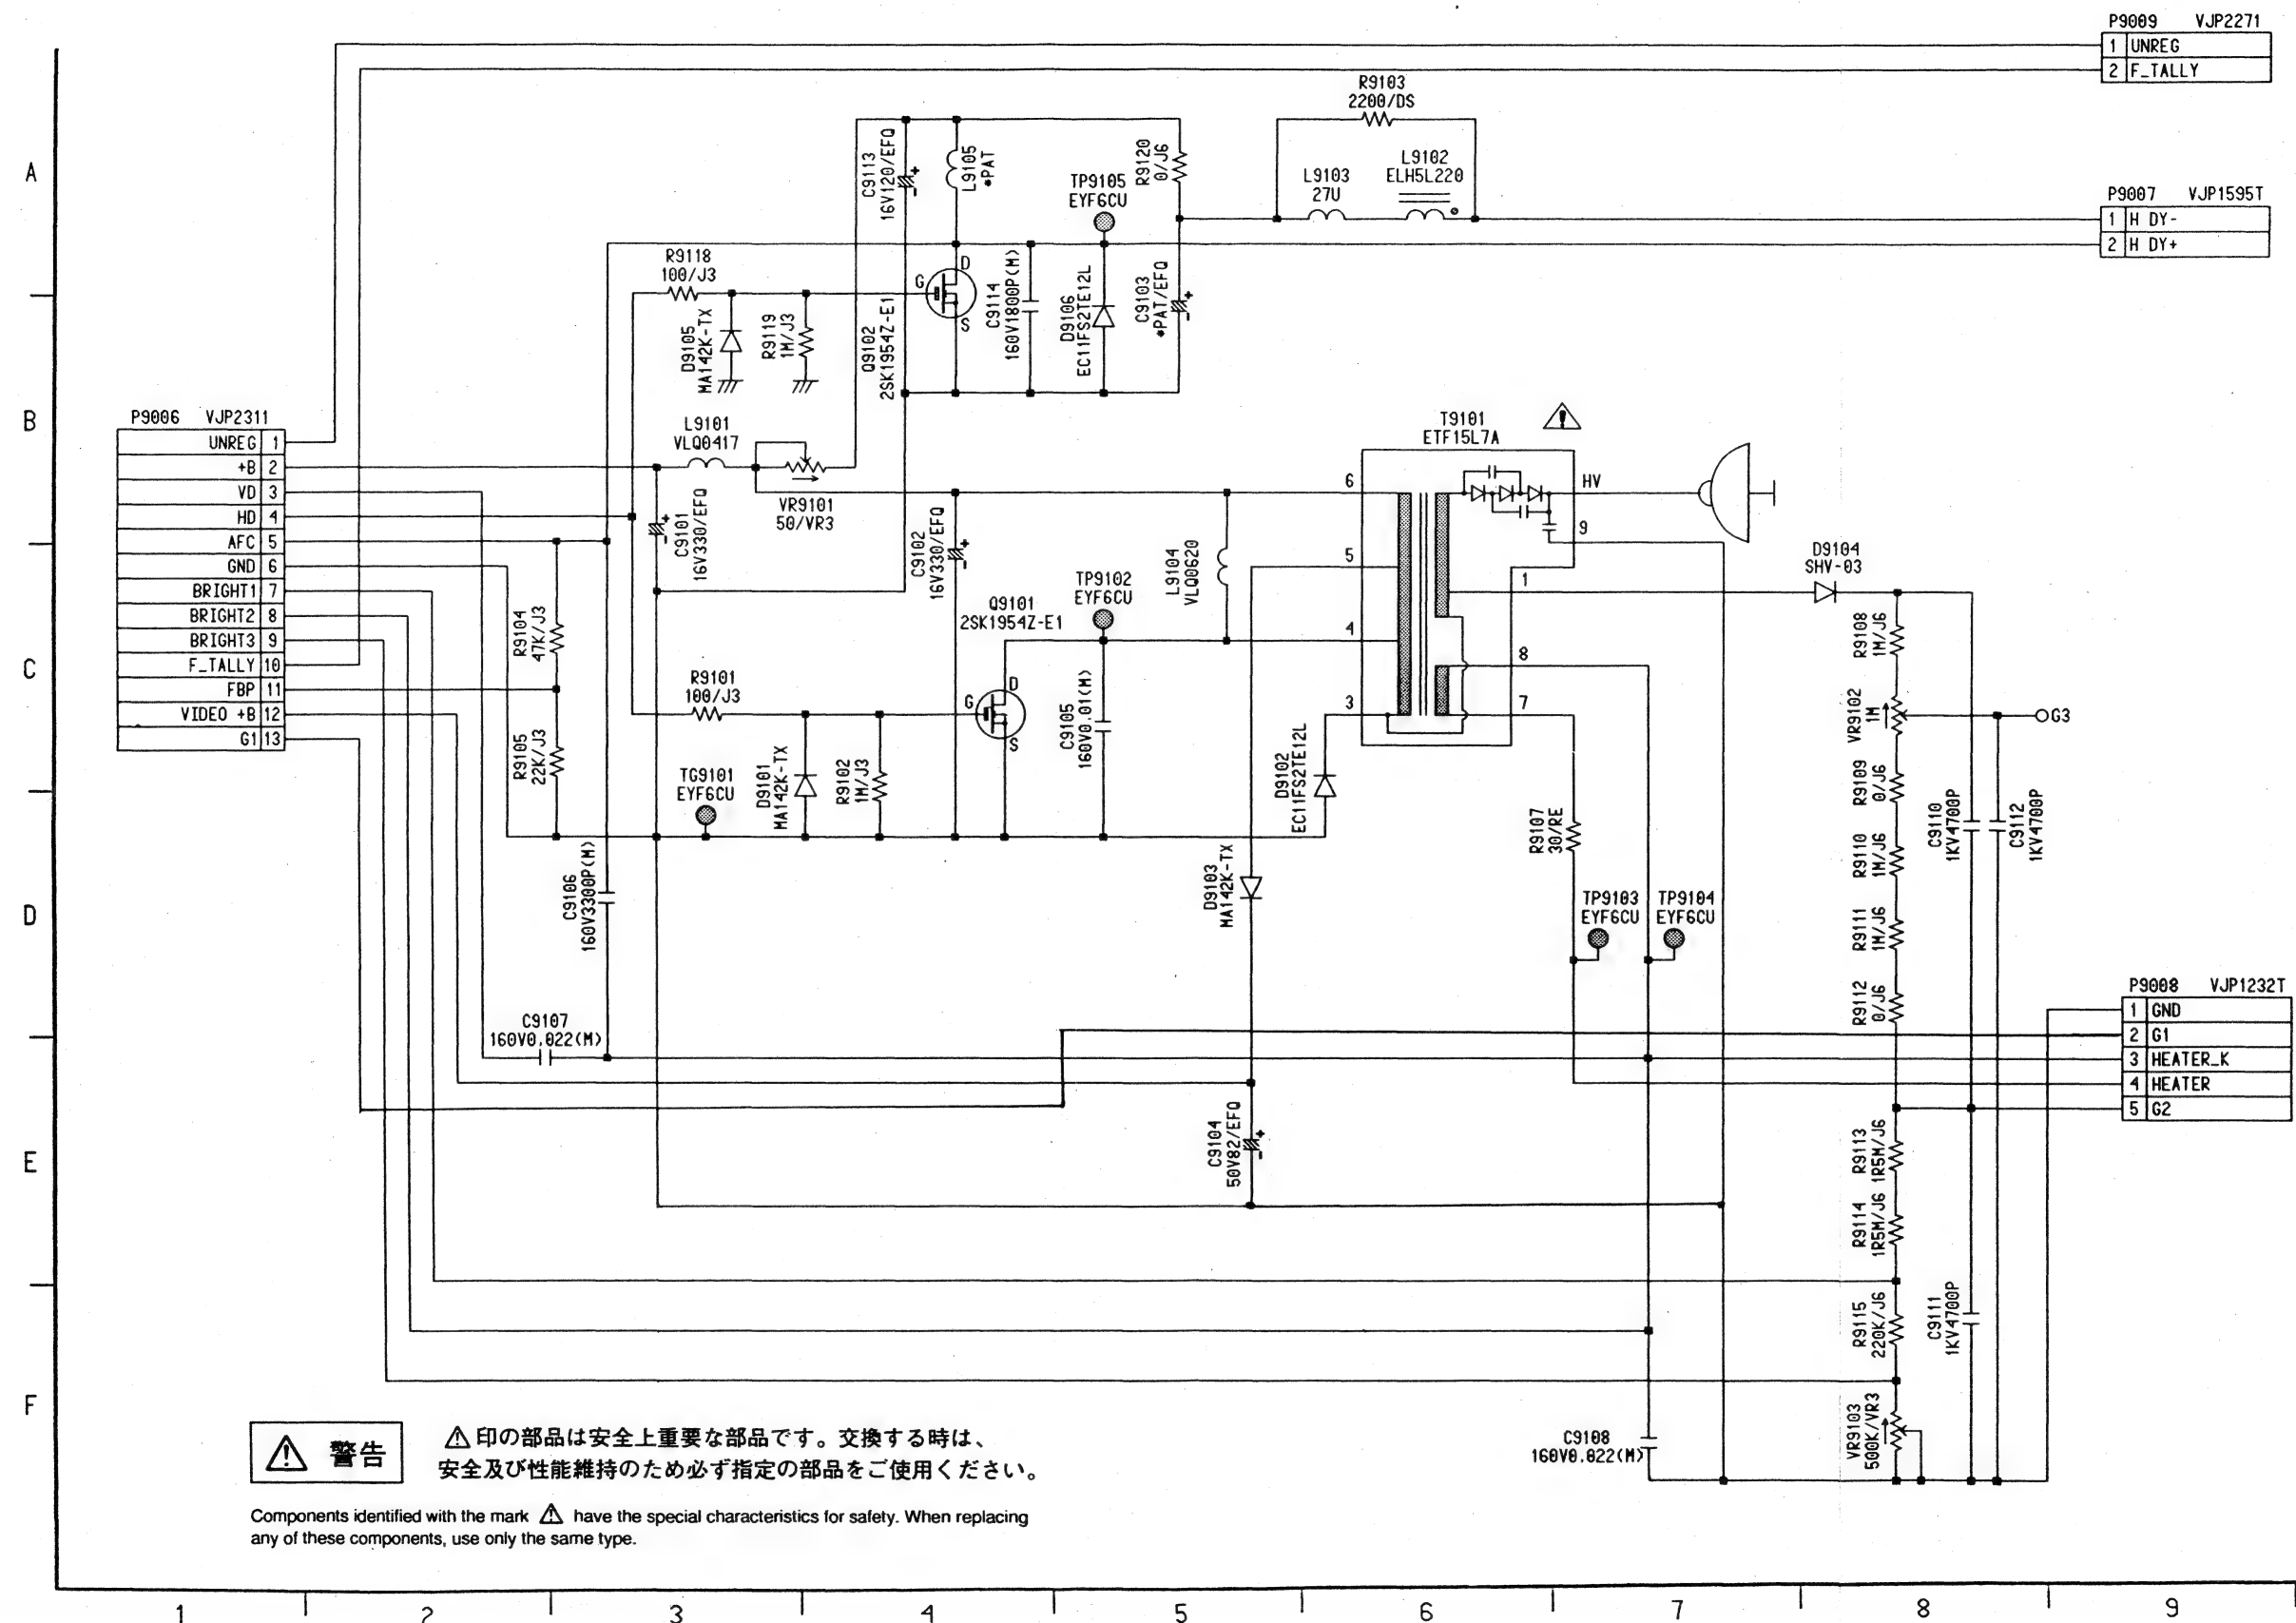 P9009 VJP2271
1 UNREG
2 F_TALLY
R9103
2200/DS
C9113
16V120/EFQ
L9105
*PAT
TP9105
EYF6CU
R9120
0/J6
L9103
27U
L9102
ELH5L220
P9007 VJP1595T
1 H DY-
2 H DY+
A
R9118
100/J3
D9105
MA142K-TX
R9119
1M/J3
Q9102
2SK1954Z-E1
G
D
S
C9114
160V1800P(M)
D9106
EC11FS2TE12L
C9103
*PAT/EFQ
B
P9006 VJP2311
UNREG 1
+B 2
VD 3
HD 4
AFC 5
GND 6
BRIGHT1 7
BRIGHT2 8
BRIGHT3 9
F_TALLY 10
FBP 11
VIDEO +B 12
G1 13
L9101
VLQ0417
VR9101
50/VR3
C9101
16V330/EFQ
C9102
16V330/EFQ
T9101
ETF15L7A
HV
6
5
4
3
9
1
8
7
L9104
VLQ0620
TP9102
EYF6CU
Q9101
2SK1954Z-E1
G
D
S
D9104
SHV-03
R9108
1M/J6
VR9102
1M
G3
C
R9104
47K/J3
R9105
22K/J3
R9101
100/J3
TG9101
EYF6CU
D9101
MA142K-TX
R9102
1M/J3
C9105
160V0.01(M)
D9102
EC11FS2TE12L
R9107
30/RE
R9109
0/J6
R9110
1M/J6
C9110
1KV4700P
C9112
1KV4700P
D
C9106
160V3300P(M)
D9103
MA142K-TX
TP9103
EYF6CU
TP9104
EYF6CU
R9111
1M/J6
R9112
0/J6
P9008 VJP1232T
1 GND
2 G1
3 HEATER_K
4 HEATER
5 G2
C9107
160V0.022(M)
E
C9104
50V82/EFQ
R9113
1R5M/J6
R9114
1R5M/J6
R9115
220K/J6
C9111
1KV4700P
F
C9108
160V0.022(M)
VR9103
500K/VR3
警告
印の部品は安全上重要な部品です。交換する時は、
安全及び性能維持のため必ず指定の部品をご使用ください。
Components identified with the mark have the special characteristics for safety. When replacing
any of these components, use only the same type.
1 2 3 4 5 6 7 8 9